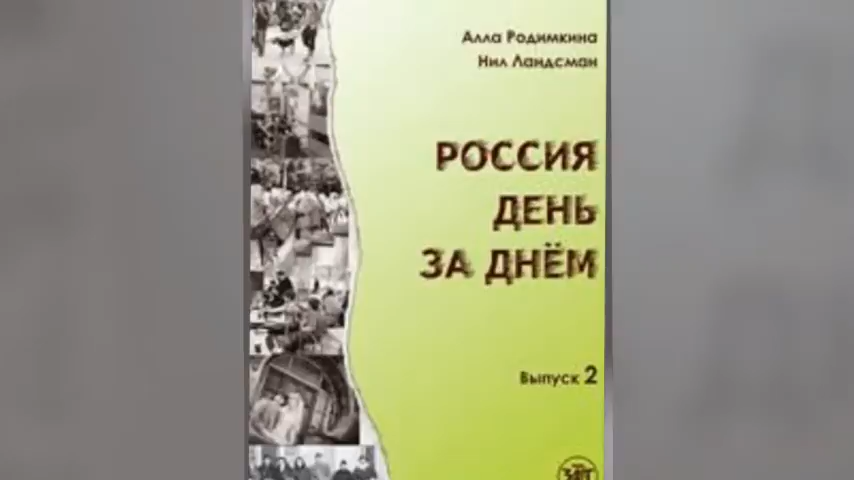 Алла Родимкина
Нил Ландсман
РОССИЯ
ДЕНЬ
ЗА ДНЁМ
Выпуск 2